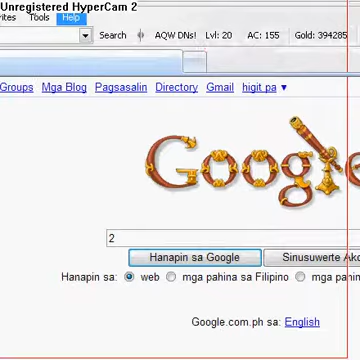 Unregistered HyperCam 2
rites Tools Help
Search AQW DNs! Lvl: 20 AC: 155 Gold: 394285
Groups Mga Blog Pagsasalin Directory Gmail higit pa ▼
Google
2
Hanapin sa Google Sinusuwerte Ako
Hanapin sa: web mga pahina sa Filipino mga pahin
Google.com.ph sa: English